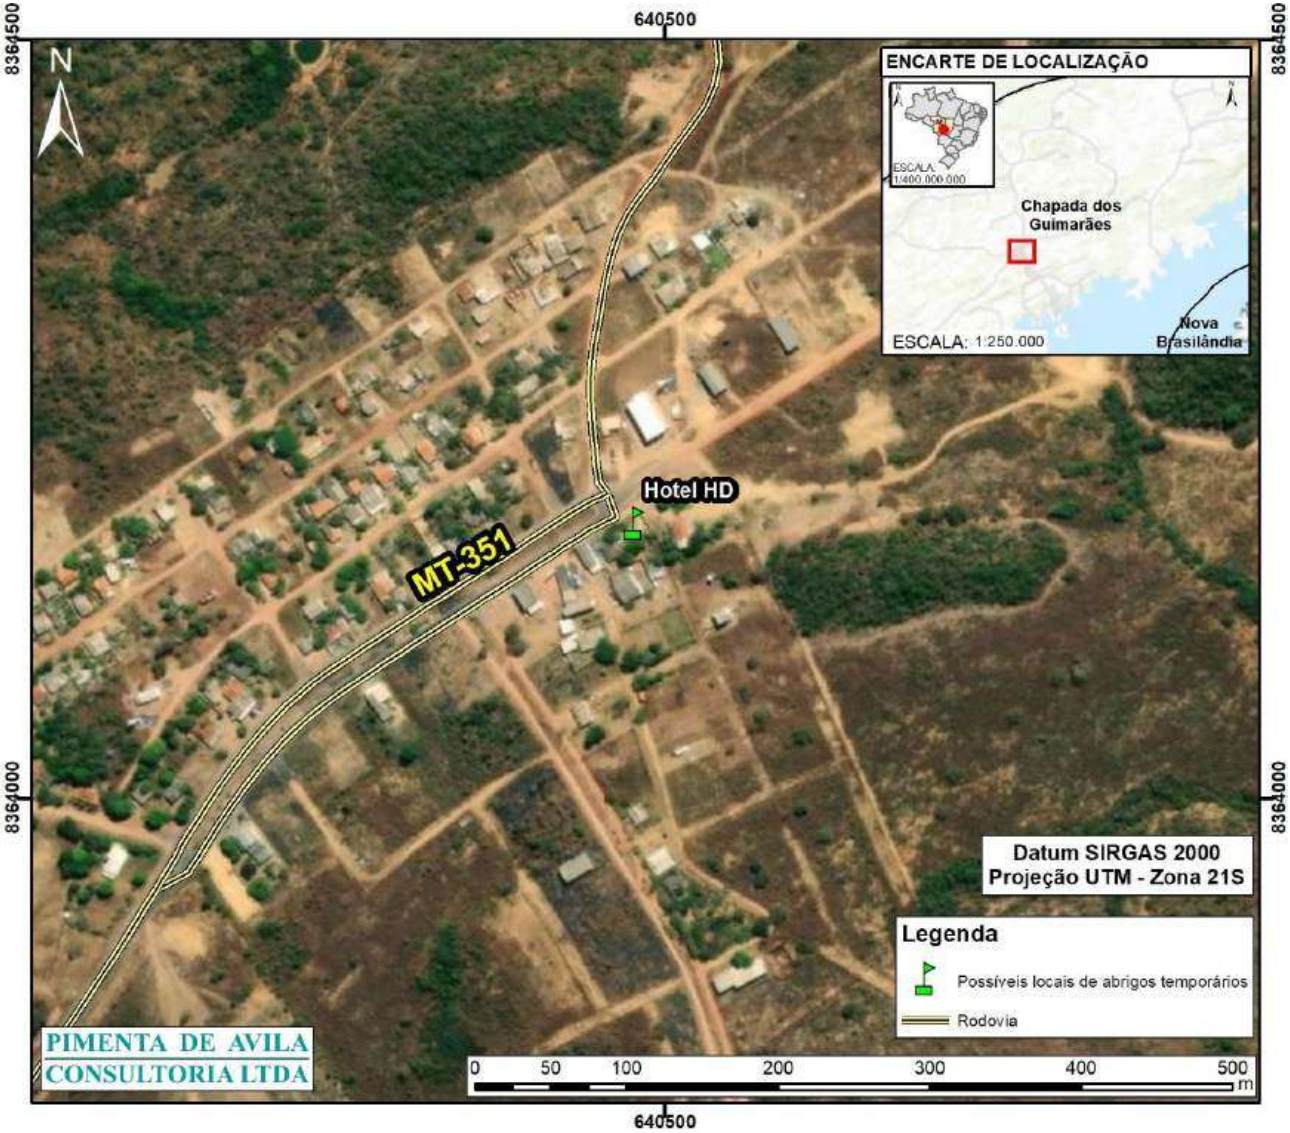 640500
8364500
8364500
N
ENCARTE DE LOCALIZAÇÃO
N
N
ESCALA:
1/400.000.000
Chapada dos
Guimarães
Nova
Brasilândia
ESCALA: 1:250.000
Hotel HD
MT-351
8364000
8364000
Datum SIRGAS 2000
Projeção UTM - Zona 21S
Legenda
Possíveis locais de abrigos temporários
Rodovia
PIMENTA DE AVILA
CONSULTORIA LTDA
0 50 100 200 300 400 500
m
640500